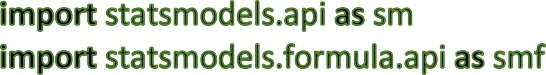 import statsmodels.api as sm
import statsmodels.formula.api as smf